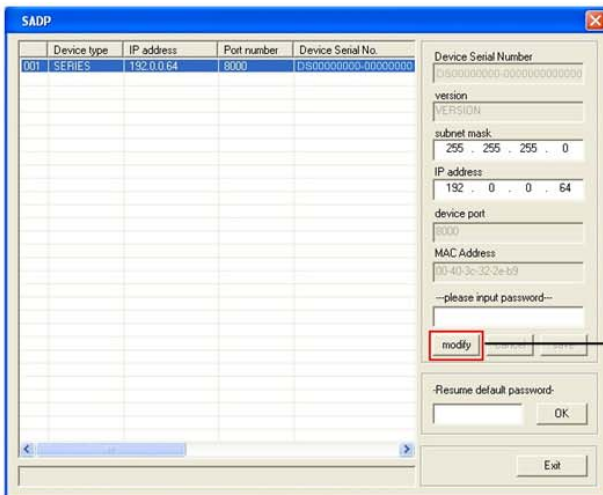 SADP
Device type IP address Port number Device Serial No.
001 SERIES 192.0.0.64 8000 DS00000000-00000000
Device Serial Number
DS00000000-0000000000000
version
VERSION
subnet mask
255 . 255 . 255 . 0
IP address
192 . 0 . 0 . 64
device port
8000
MAC Address
00-40-3c-32-2e-b9
---please input password---
modify cancel save
-Resume default password-
OK
Exit